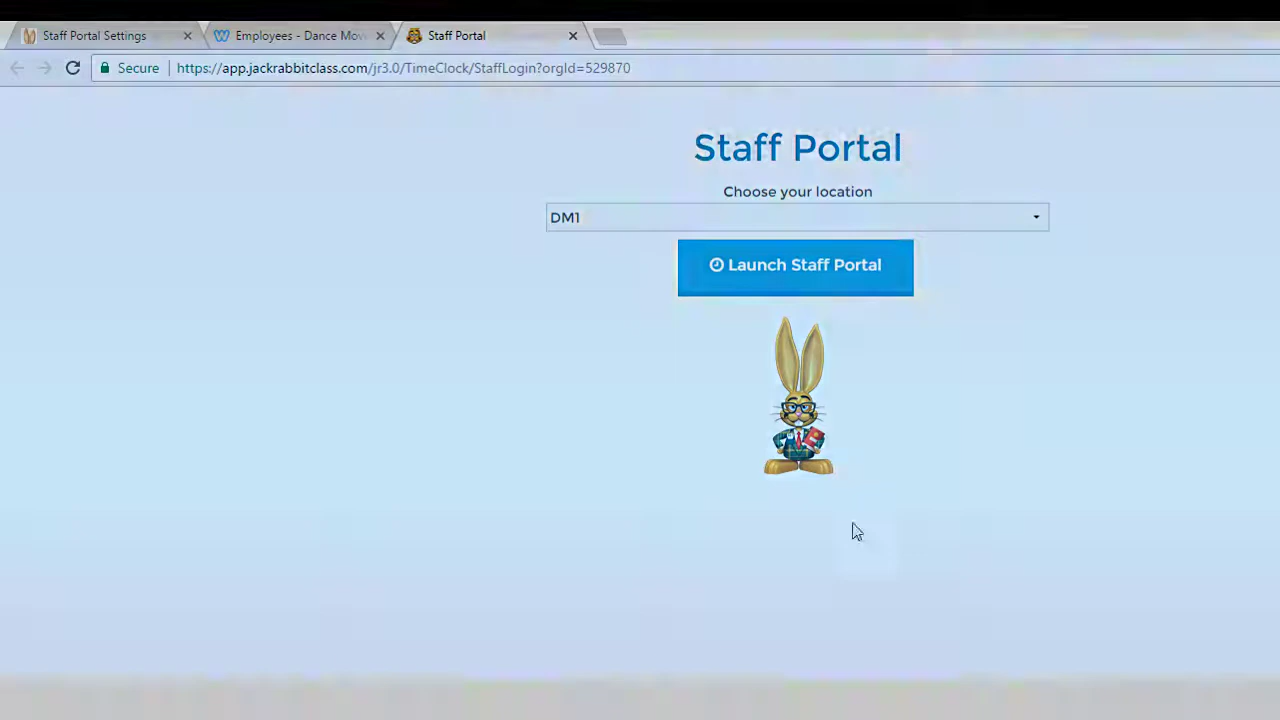 Staff Portal Settings
Employees - Dance Mov
Staff Portal
Secure
https://app.jackrabbitclass.com/jr3.0/TimeClock/StaffLogin?orgId=529870
Staff Portal
Choose your location
DM1
Launch Staff Portal